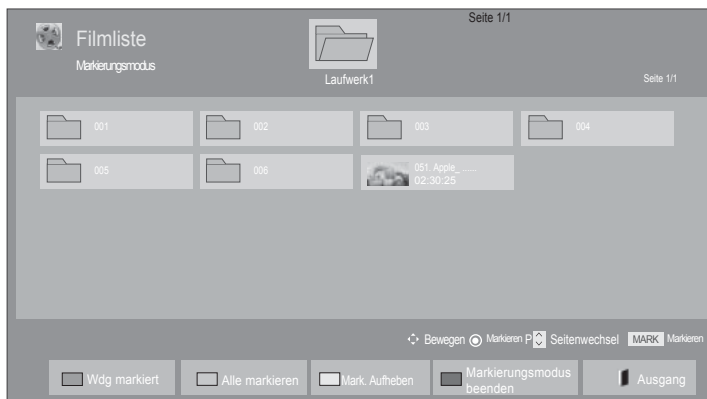 Seite 1/1
Filmliste
Markierungsmodus
Laufwerk1
Seite 1/1
001
002
003
004
005
006
051. Apple_ ......
02:30:25
Bewegen Markieren P Seitenwechsel MARK Markieren
Wdg markiert
Alle markieren
Mark. Aufheben
Markierungsmodus
beenden
Ausgang